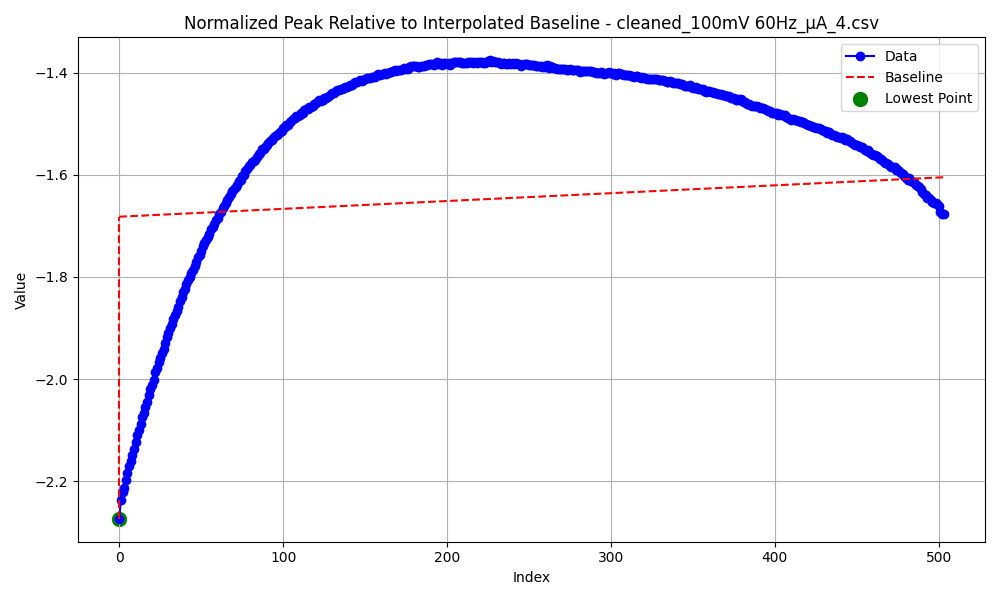 Normalized Peak Relative to Interpolated Baseline - cleaned_100mV 60Hz_μA_4.csv
Data
Baseline
Lowest Point
Value
−1.4
−1.6
−1.8
−2.0
−2.2
0 100 200 300 400 500
Index